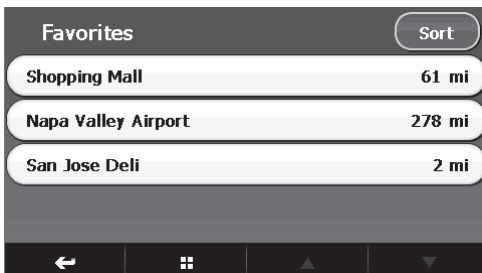 Favorites Sort
Shopping Mall 61 mi
Napa Valley Airport 278 mi
San Jose Deli 2 mi